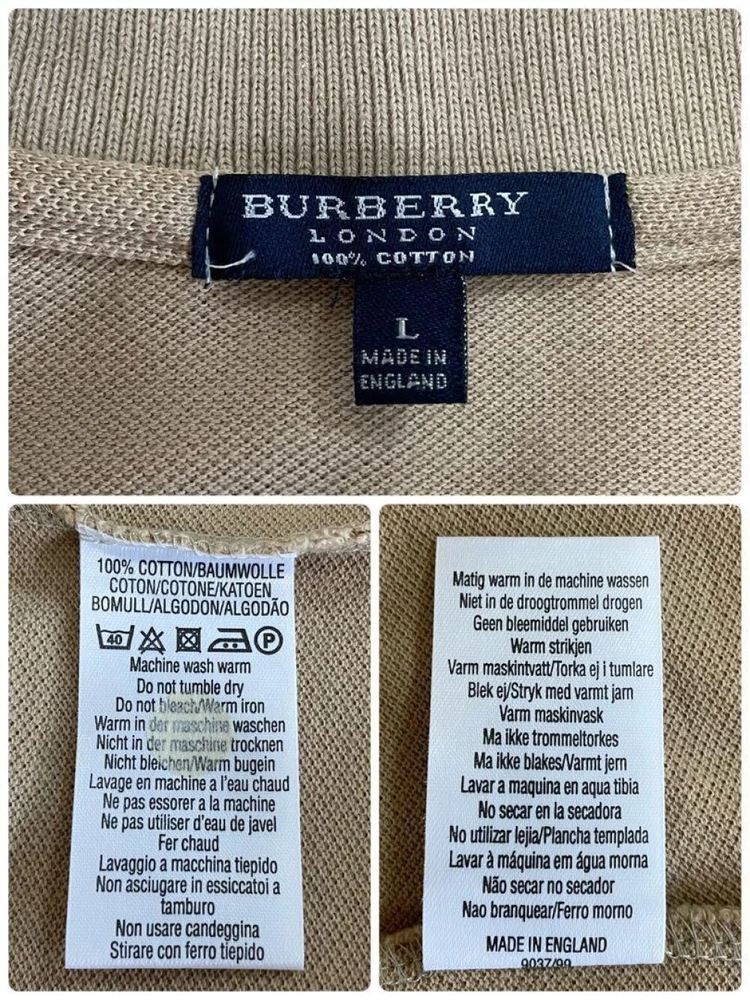 BURBERRY
LONDON
100% COTTON
L
MADE IN
ENGLAND
100% COTTON/BAUMWOLLE
COTON/COTONE/KATOEN
BOMULL/ALGODON/ALGODÃO
40 P
Machine wash warm
Do not tumble dry
Do not bleach/Warm iron
Warm in der maschine waschen
Nicht in der maschine trocknen
Nicht bleichen/Warm bugein
Lavage en machine a l'eau chaud
Ne pas essorer a la machine
Ne pas utiliser d'eau de javel
Fer chaud
Lavaggio a macchina tiepido
Non asciugare in essiccatoi a
tamburo
Non usare candeggina
Stirare con ferro tiepido
Matig warm in de machine wassen
Niet in de droogtrommel drogen
Geen bleemiddel gebruiken
Warm strikjen
Varm maskintvatt/Torka ej i tumlare
Blek ej/Stryk med varmt jarn
Varm maskinvask
Ma ikke trommeltorkes
Ma ikke blakes/Varmt jern
Lavar a maquina en aqua tibia
No secar en la secadora
No utilizar lejia/Plancha templada
Lavar à máquina em água morna
Não secar no secador
Nao branquear/Ferro morno
MADE IN ENGLAND
9037/99